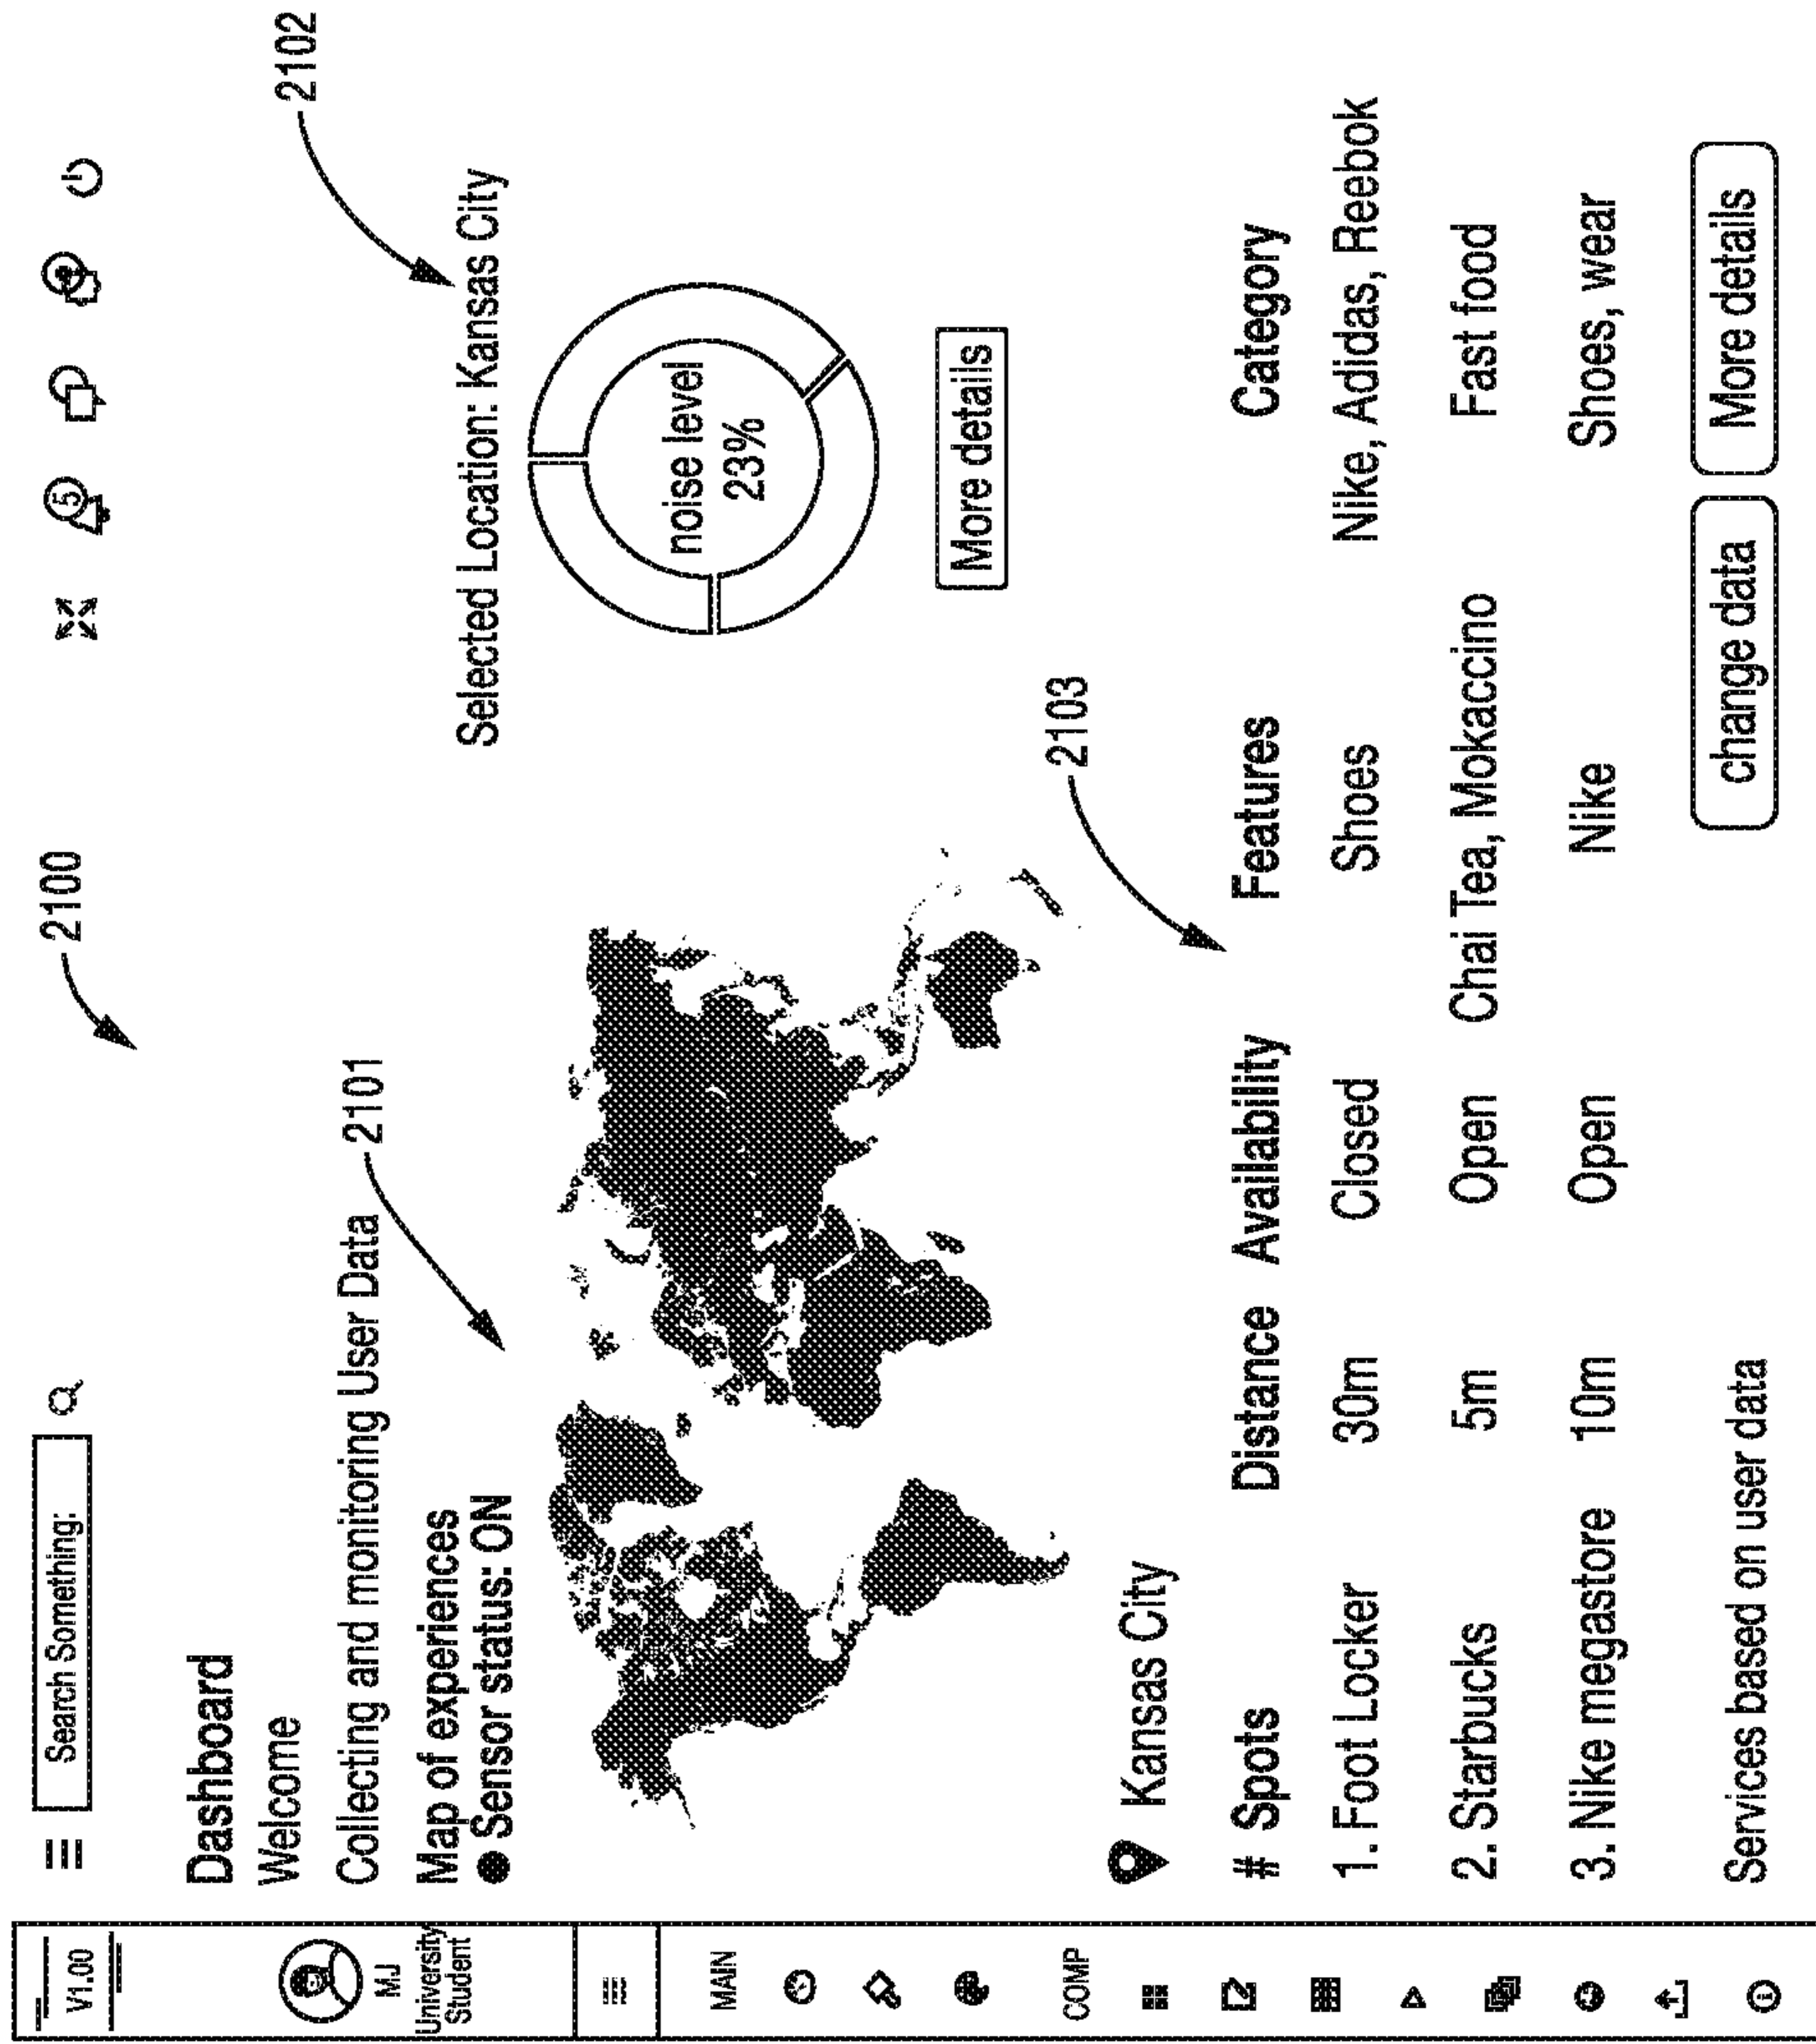 2100
V1.00
Search Something:
5
MJ
University
Student
Dashboard
Welcome
Collecting and monitoring User Data
2101
2102
Map of experiences
Sensor status: ON
Selected Location: Kansas City
noise level
23%
More details
MAIN
COMP
2103
Kansas City
# Spots Distance Availability Features Category
1. Foot Locker 30m Closed Shoes Nike, Adidas, Reebok
2. Starbucks 5m Open Chai Tea, Mokaccino Fast food
3. Nike megastore 10m Open Nike Shoes, wear
Services based on user data change data More details